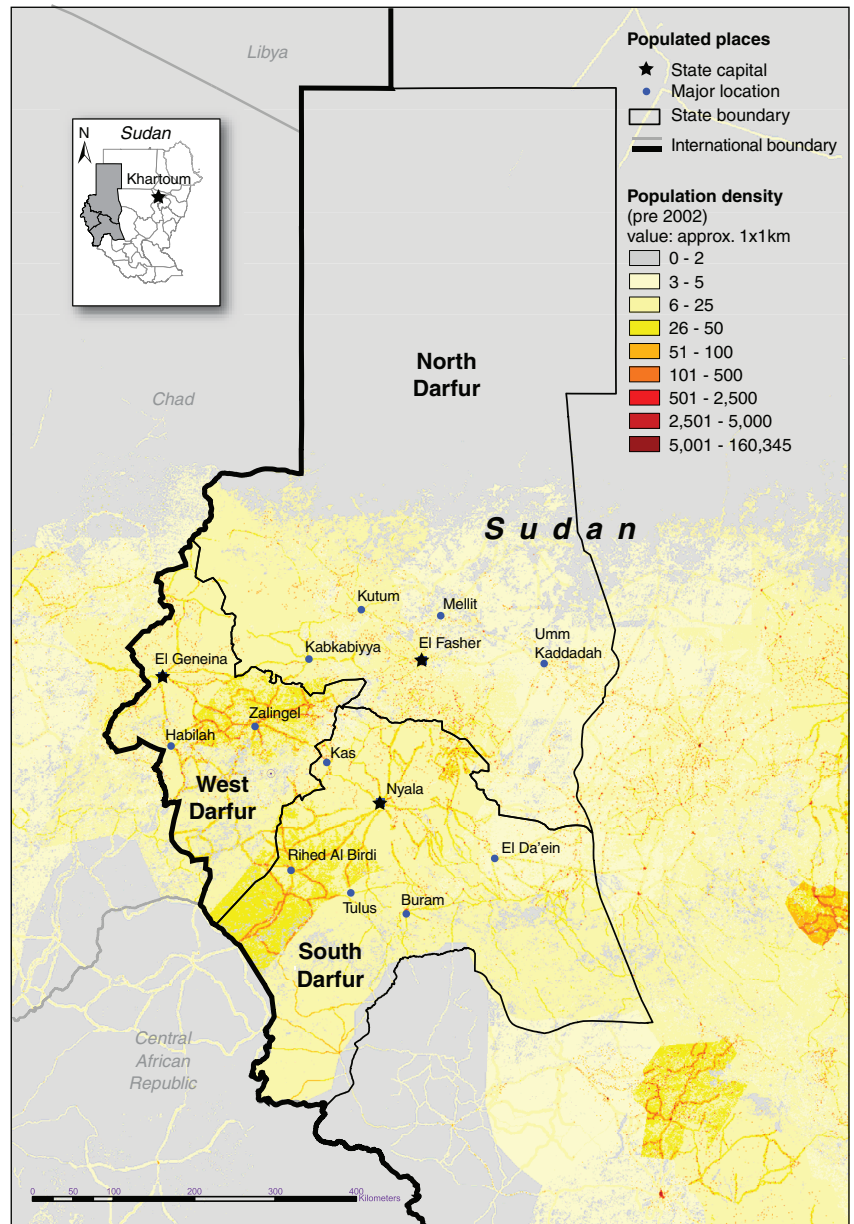 Libya
Populated places
State capital
Major location
State boundary
International boundary
N
Sudan
Khartoum
Population density
(pre 2002)
value: approx. 1x1km
0 - 2
3 - 5
6 - 25
26 - 50
51 - 100
101 - 500
501 - 2,500
2,501 - 5,000
5,001 - 160,345
North
Darfur
Chad
Sudan
Kutum
Mellit
Kabkabiyya
El Fasher
Umm
Kaddadah
El Geneina
Zalingel
Habilah
Kas
West
Darfur
Nyala
Rihed Al Birdi
El Da'ein
Tulus
Buram
South
Darfur
Central
African
Republic
0 50 100 200 300 400
Kilometers